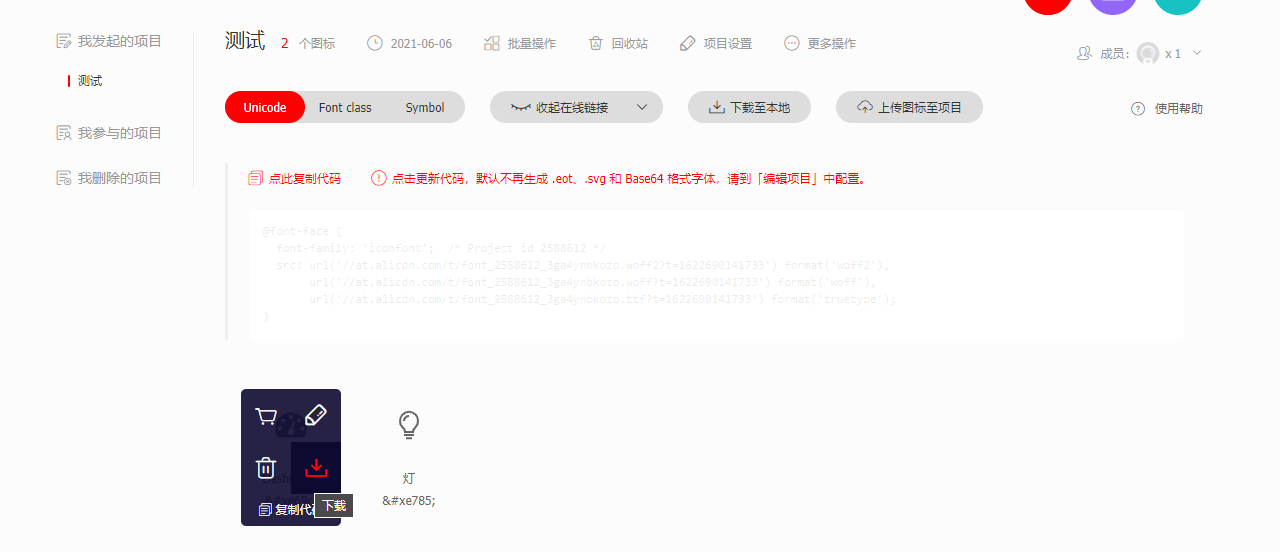 我发起的项目
测试
我参与的项目
我删除的项目
测试 2 个图标 2021-06-06 批量操作 回收站 项目设置 更多操作
成员: x 1
Unicode Font class Symbol 收起在线链接 下载至本地 上传图标至项目 使用帮助
点此复制代码 点击更新代码，默认不再生成 .eot、.svg 和 Base64 格式字体，请到「编辑项目」中配置。
@font-face {
font-family: 'iconfont'; /* Project id 2588612 */
src: url('//at.alicdn.com/t/font_2588612_3ga4ynbkozo.woff2?t=1622690141733') format('woff2'),
url('//at.alicdn.com/t/font_2588612_3ga4ynbkozo.woff?t=1622690141733') format('woff'),
url('//at.alicdn.com/t/font_2588612_3ga4ynbkozo.ttf?t=1622690141733') format('truetype');
}
复制代码
下载
灯
&#xe785;